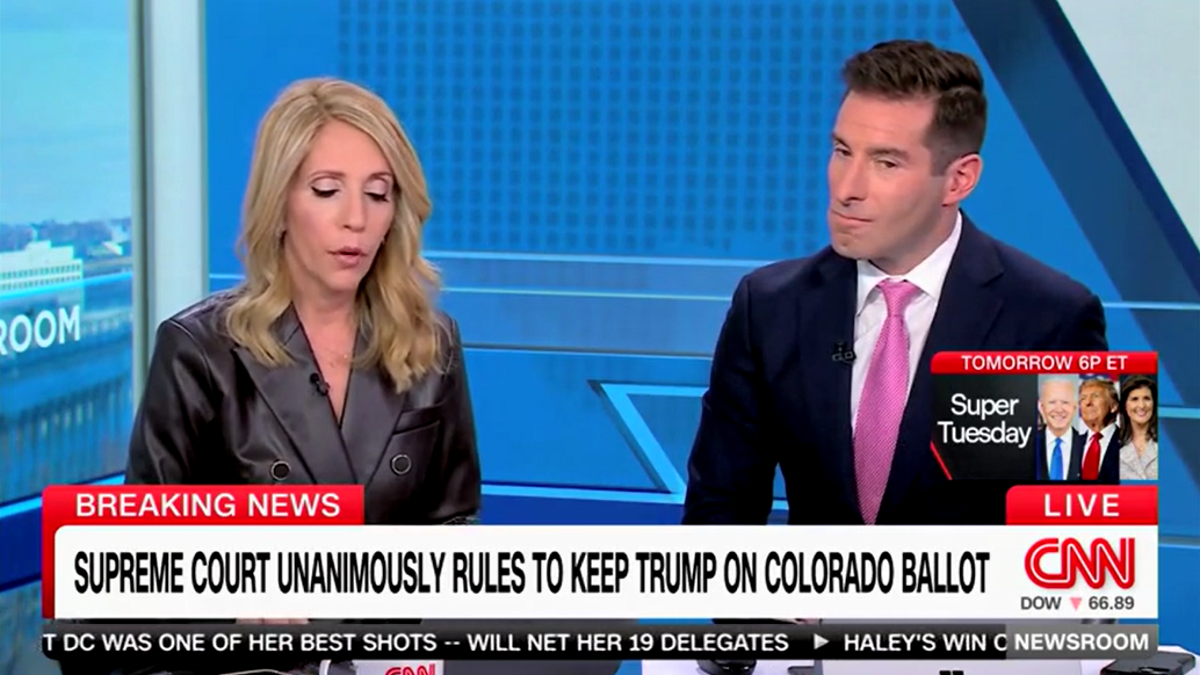 ROOM
TOMORROW 6P ET
Super
Tuesday
BREAKING NEWS
LIVE
SUPREME COURT UNANIMOUSLY RULES TO KEEP TRUMP ON COLORADO BALLOT
CNN
DOW ▼ 66.89
T DC WAS ONE OF HER BEST SHOTS -- WILL NET HER 19 DELEGATES ▶ HALEY'S WIN
NEWSROOM
CNN